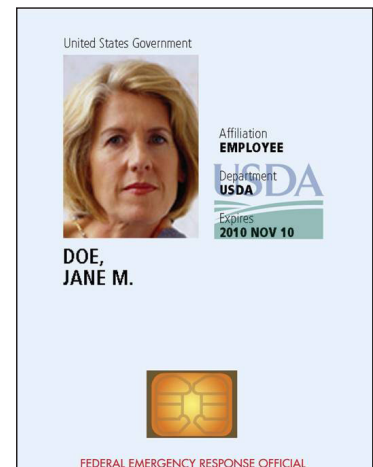 United States Government
Affiliation
EMPLOYEE
USDA
Department
USDA
Expires
2010 NOV 10
DOE,
JANE M.
FEDERAL EMERGENCY RESPONSE OFFICIAL